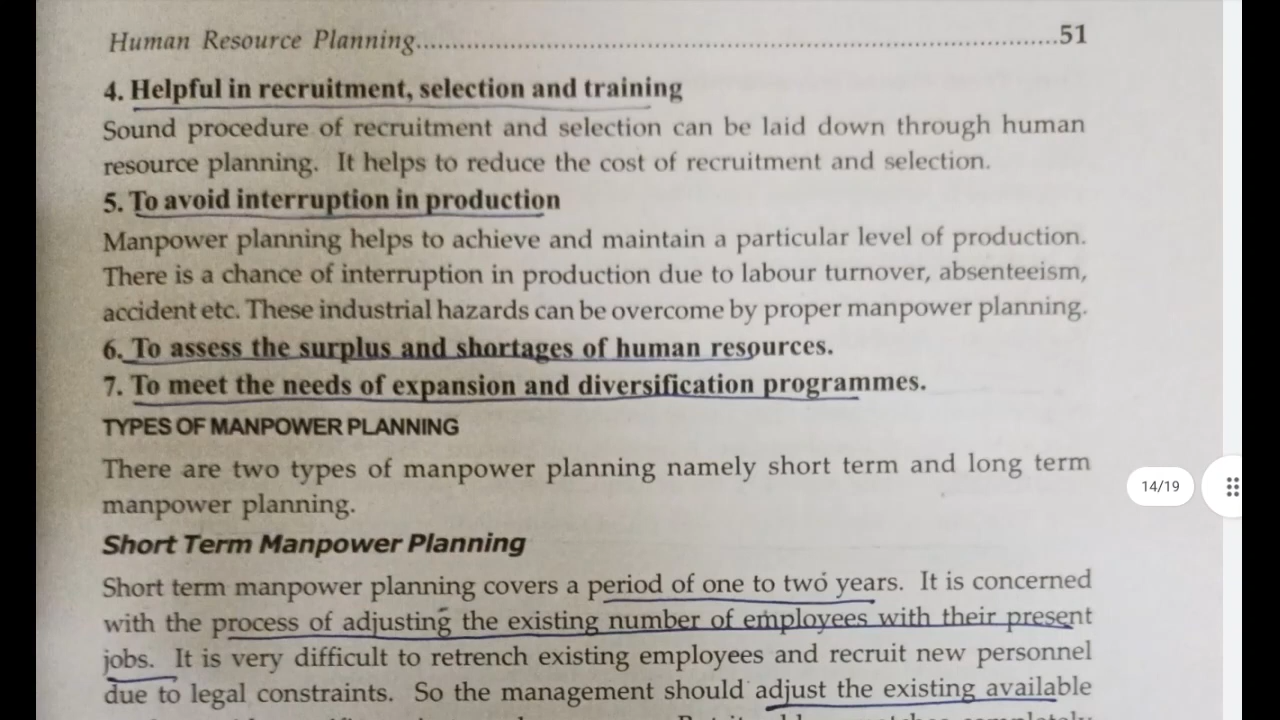 Human Resource Planning....................................................................................................51
4. Helpful in recruitment, selection and training
Sound procedure of recruitment and selection can be laid down through human
resource planning. It helps to reduce the cost of recruitment and selection.
5. To avoid interruption in production
Manpower planning helps to achieve and maintain a particular level of production.
There is a chance of interruption in production due to labour turnover, absenteeism,
accident etc. These industrial hazards can be overcome by proper manpower planning.
6. To assess the surplus and shortages of human resources.
7. To meet the needs of expansion and diversification programmes.
TYPES OF MANPOWER PLANNING
There are two types of manpower planning namely short term and long term
manpower planning.
14/19
Short Term Manpower Planning
Short term manpower planning covers a period of one to two years. It is concerned
with the process of adjusting the existing number of employees with their present
jobs. It is very difficult to retrench existing employees and recruit new personnel
due to legal constraints. So the management should adjust the existing available